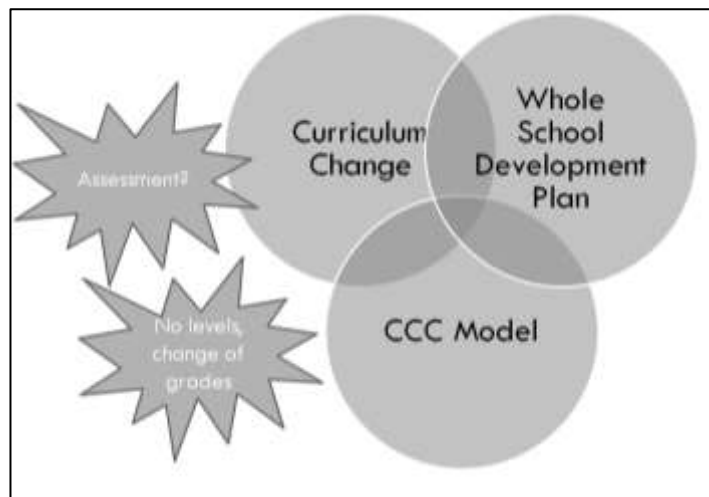 Assessment?
Curriculum
Change
Whole
School
Development
Plan
No levels,
change of
grades
CCC Model